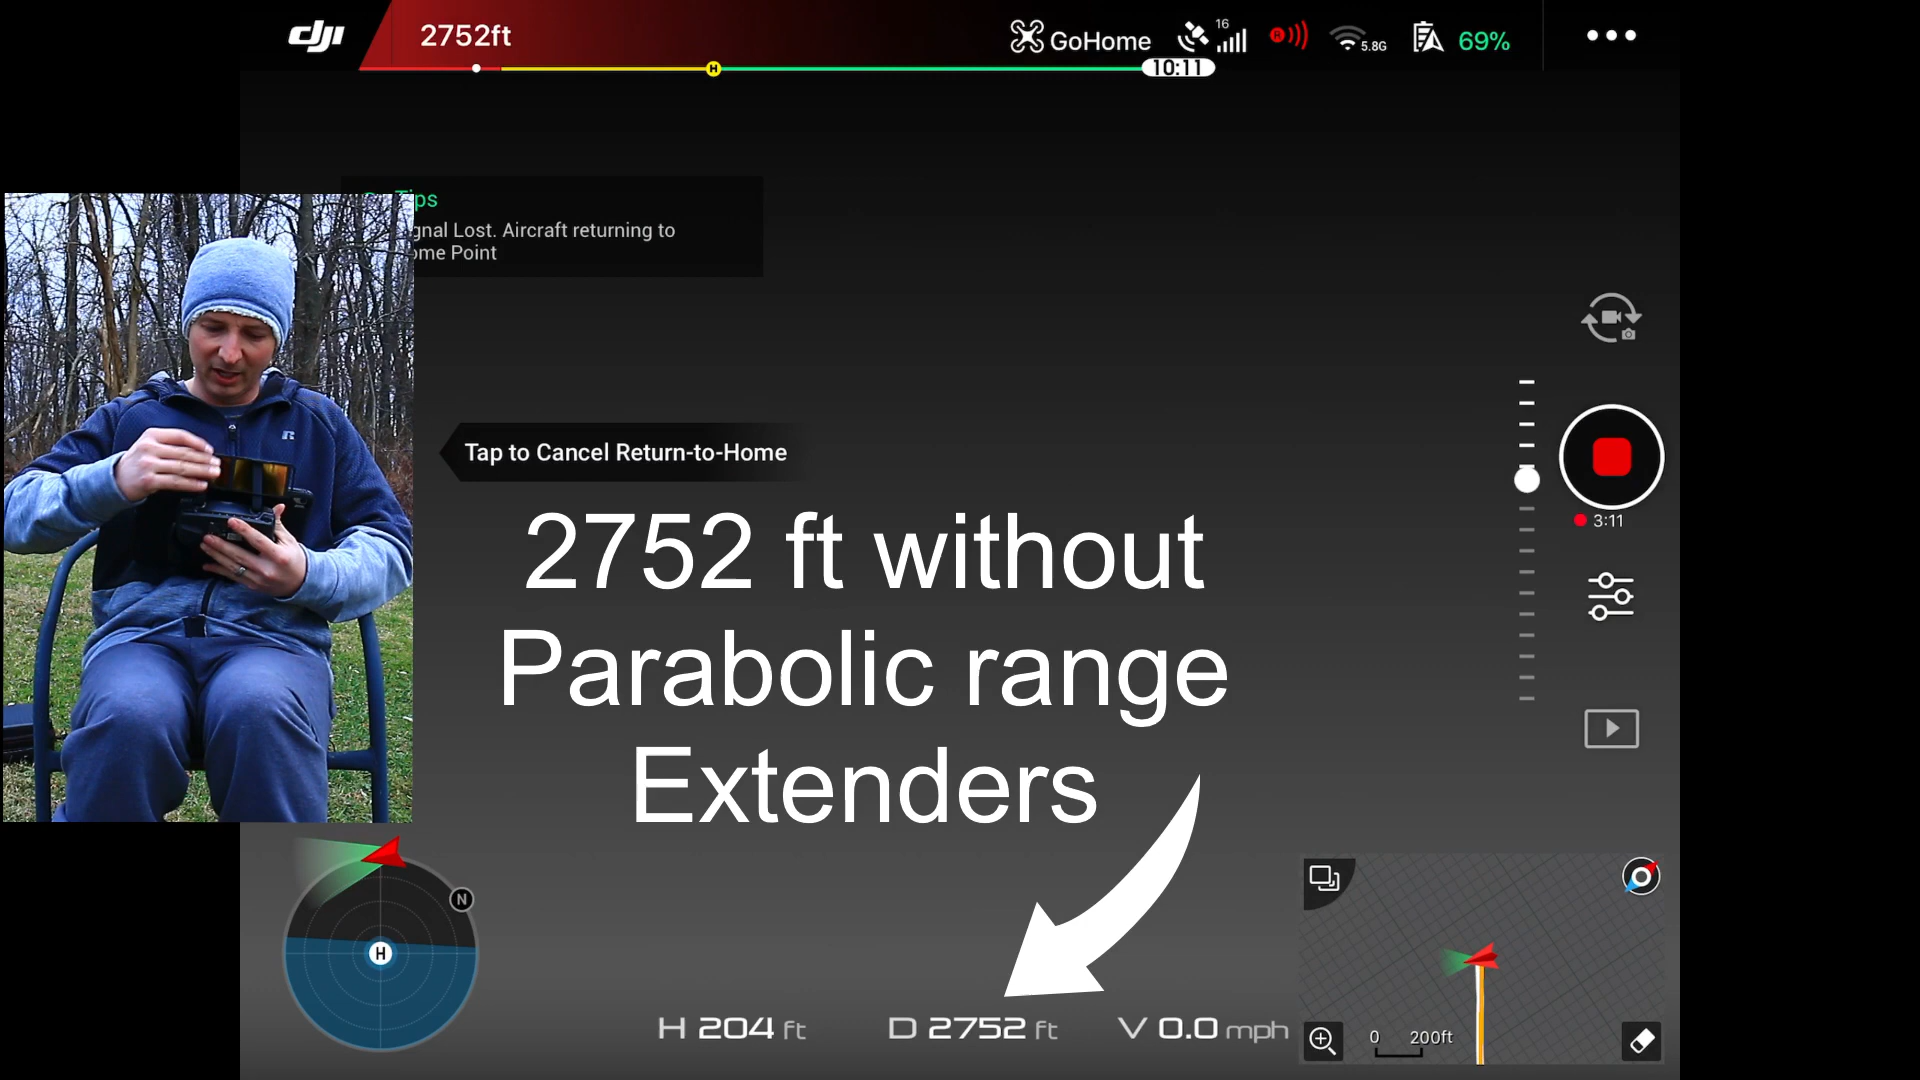 dji
2752ft
GoHome
16
H
5.8G
69%
H
10:11
ps
gnal Lost. Aircraft returning to
ome Point
Tap to Cancel Return-to-Home
3:11
2752 ft without
Parabolic range
Extenders
N
H
H 204 ft
D 2752 ft
V 0.0 mph
0 200ft